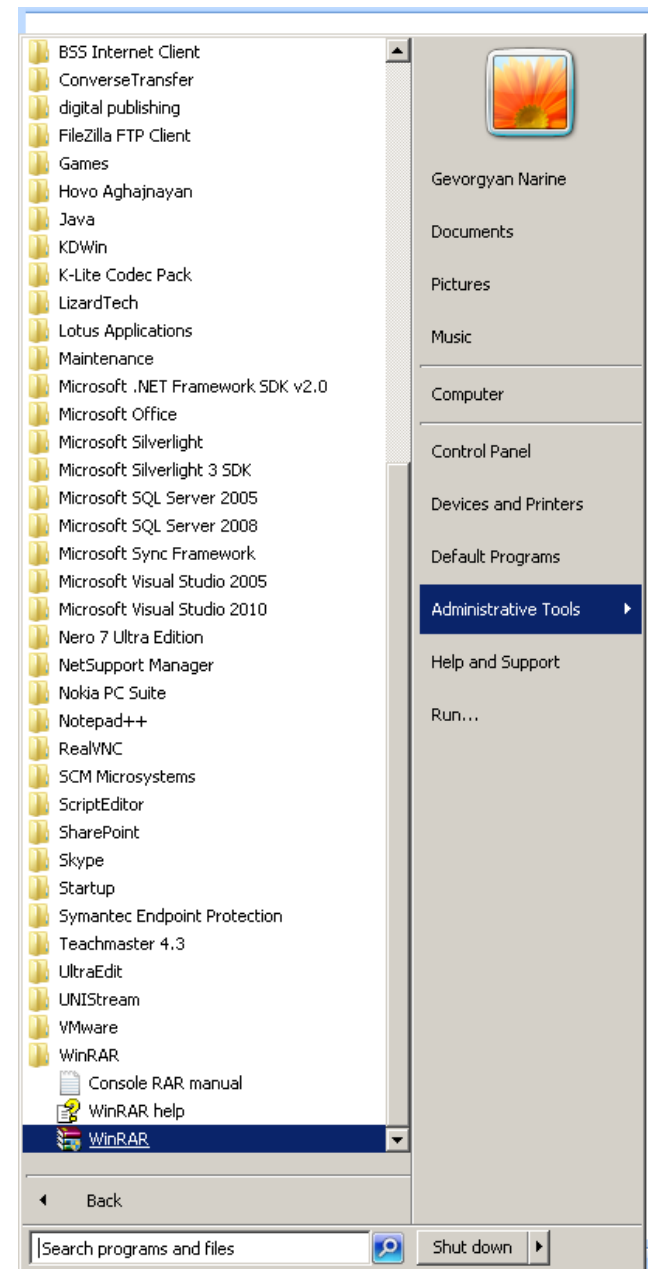 BSS Internet Client
ConverseTransfer
digital publishing
FileZilla FTP Client
Games
Hovo Aghajnayan
Java
KDWin
K-Lite Codec Pack
LizardTech
Lotus Applications
Maintenance
Microsoft .NET Framework SDK v2.0
Microsoft Office
Microsoft Silverlight
Microsoft Silverlight 3 SDK
Microsoft SQL Server 2005
Microsoft SQL Server 2008
Microsoft Sync Framework
Microsoft Visual Studio 2005
Microsoft Visual Studio 2010
Nero 7 Ultra Edition
NetSupport Manager
Nokia PC Suite
Notepad++
RealVNC
SCM Microsystems
ScriptEditor
SharePoint
Skype
Startup
Symantec Endpoint Protection
Teachmaster 4.3
UltraEdit
UNIStream
VMware
WinRAR
Console RAR manual
WinRAR help
WinRAR
Back
Search programs and files
Gevorgyan Narine
Documents
Pictures
Music
Computer
Control Panel
Devices and Printers
Default Programs
Administrative Tools
Help and Support
Run...
Shut down